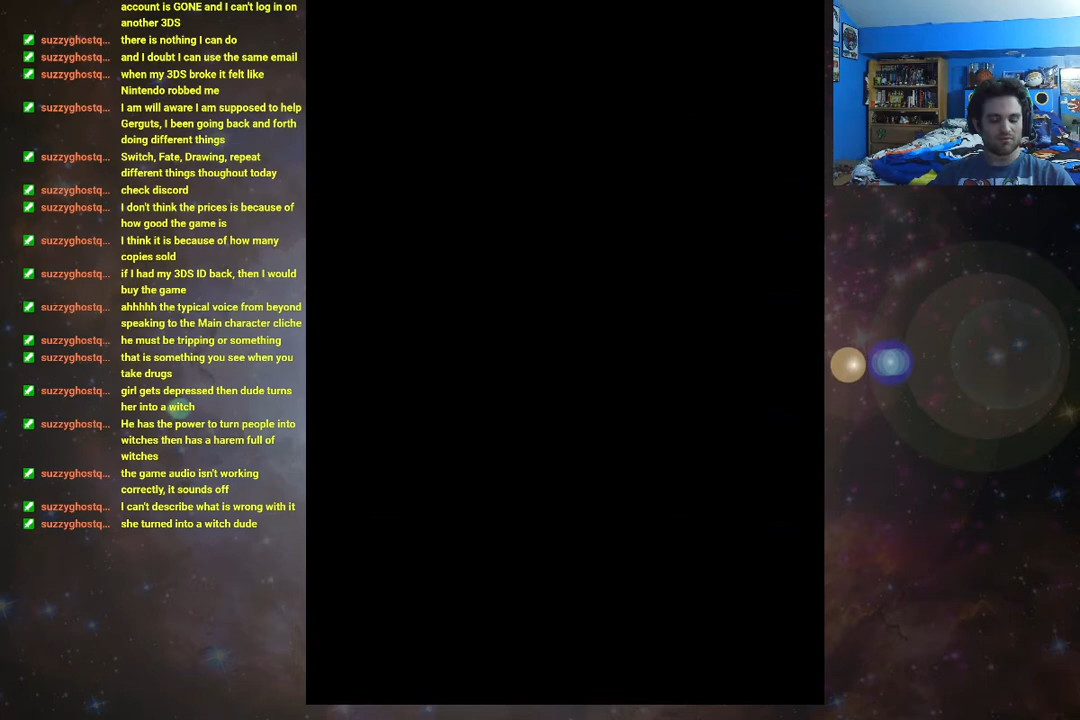 account is GONE and I can't log in on
another 3DS
suzzyghostq... there is nothing I can do
suzzyghostq... and I doubt I can use the same email
suzzyghostq... when my 3DS broke it felt like
Nintendo robbed me
suzzyghostq... I am will aware I am supposed to help
Gerguts, I been going back and forth
doing different things
suzzyghostq... Switch, Fate, Drawing, repeat
different things thoughout today
suzzyghostq... check discord
suzzyghostq... I don't think the prices is because of
how good the game is
suzzyghostq... I think it is because of how many
copies sold
suzzyghostq... if I had my 3DS ID back, then I would
buy the game
suzzyghostq... ahhhhh the typical voice from beyond
speaking to the Main character cliche
suzzyghostq... he must be tripping or something
suzzyghostq... that is something you see when you
take drugs
suzzyghostq... girl gets depressed then dude turns
her into a witch
suzzyghostq... He has the power to turn people into
witches then has a harem full of
witches
suzzyghostq... the game audio isn't working
correctly, it sounds off
suzzyghostq... I can't describe what is wrong with it
suzzyghostq... she turned into a witch dude